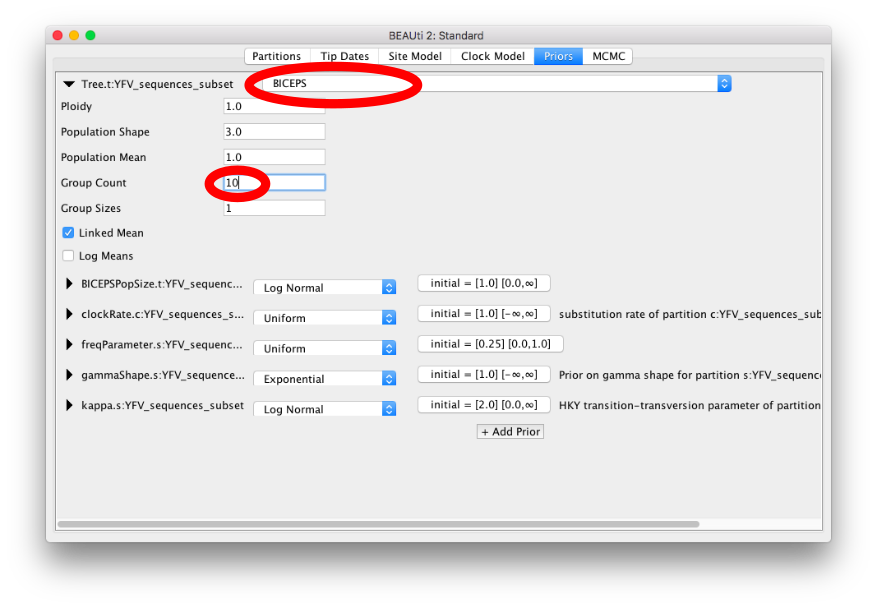 BEAUti 2: Standard
Partitions Tip Dates Site Model Clock Model Priors MCMC
Tree.t:YFV_sequences_subset BICEPS
Ploidy 1.0
Population Shape 3.0
Population Mean 1.0
Group Count 10
Group Sizes 1
Linked Mean
Log Means
BICEPSPopSize.t:YFV_sequenc... Log Normal initial = [1.0] [0.0,∞]
clockRate.c:YFV_sequences_s... Uniform initial = [1.0] [-∞,∞] substitution rate of partition c:YFV_sequences_sub
freqParameter.s:YFV_sequenc... Uniform initial = [0.25] [0.0,1.0]
gammaShape.s:YFV_sequence... Exponential initial = [1.0] [-∞,∞] Prior on gamma shape for partition s:YFV_sequenc
kappa.s:YFV_sequences_subset Log Normal initial = [2.0] [0.0,∞] HKY transition-transversion parameter of partition
+ Add Prior